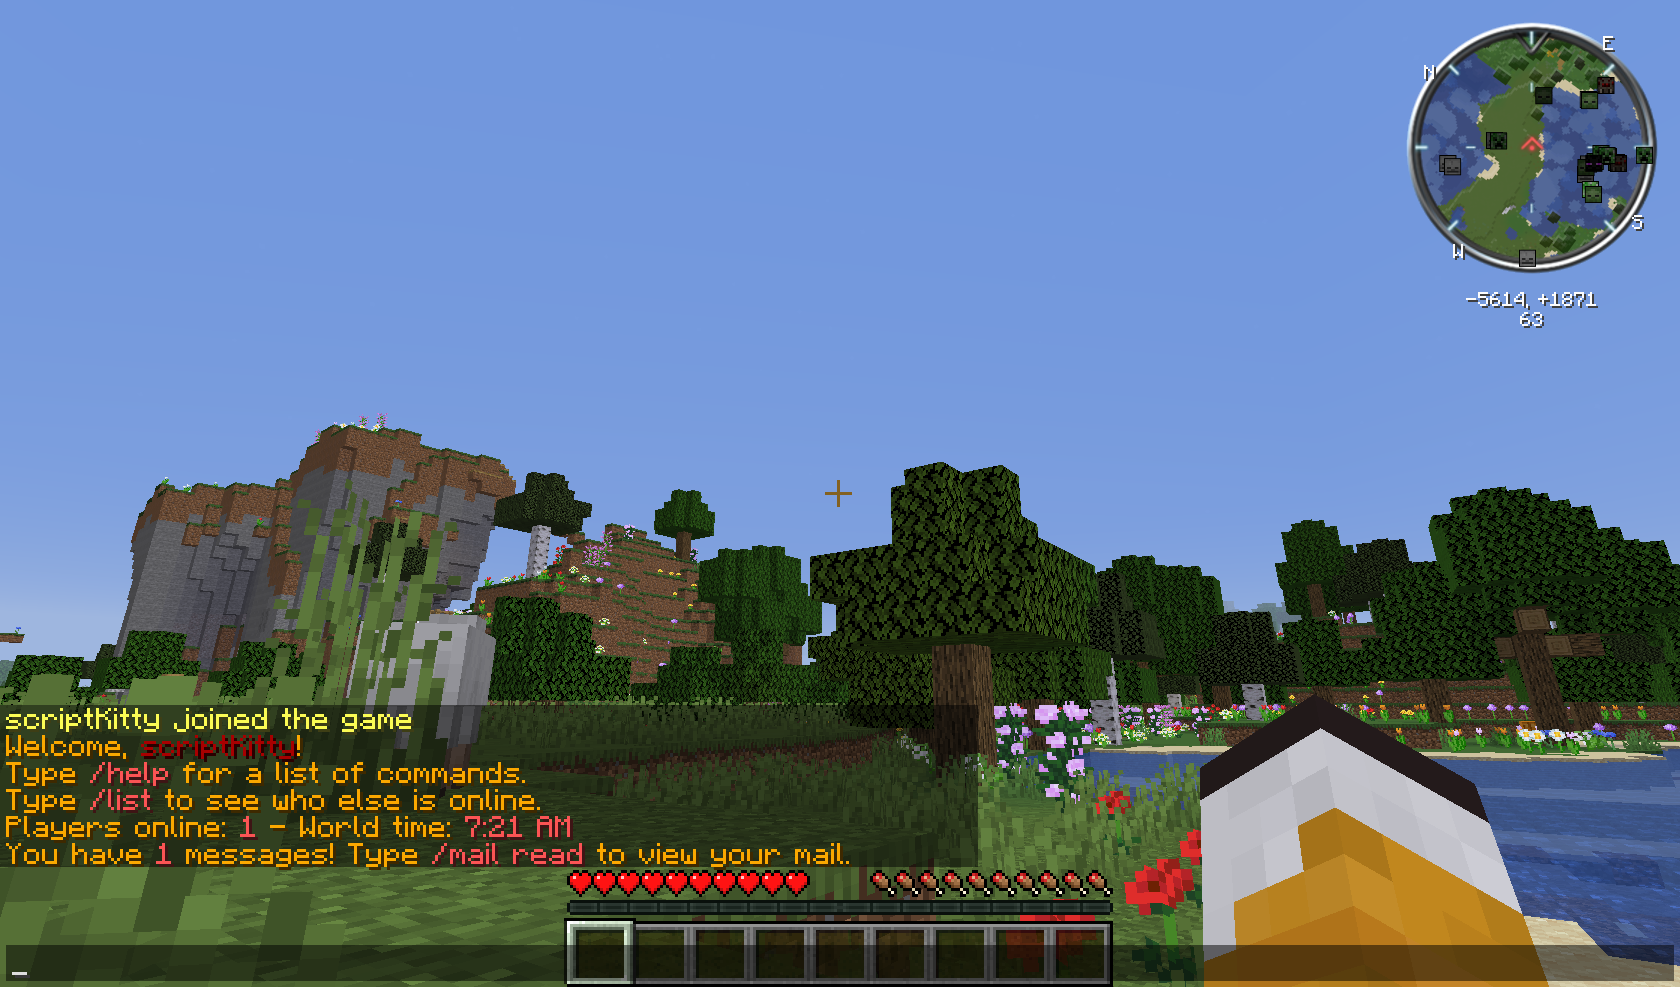 N
E
S
W
-5614, +1871
63
scriptKitty joined the game
Welcome, scriptKitty!
Type /help for a list of commands.
Type /list to see who else is online.
Players online: 1 - World time: 7:21 AM
You have 1 messages! Type /mail read to view your mail.
_